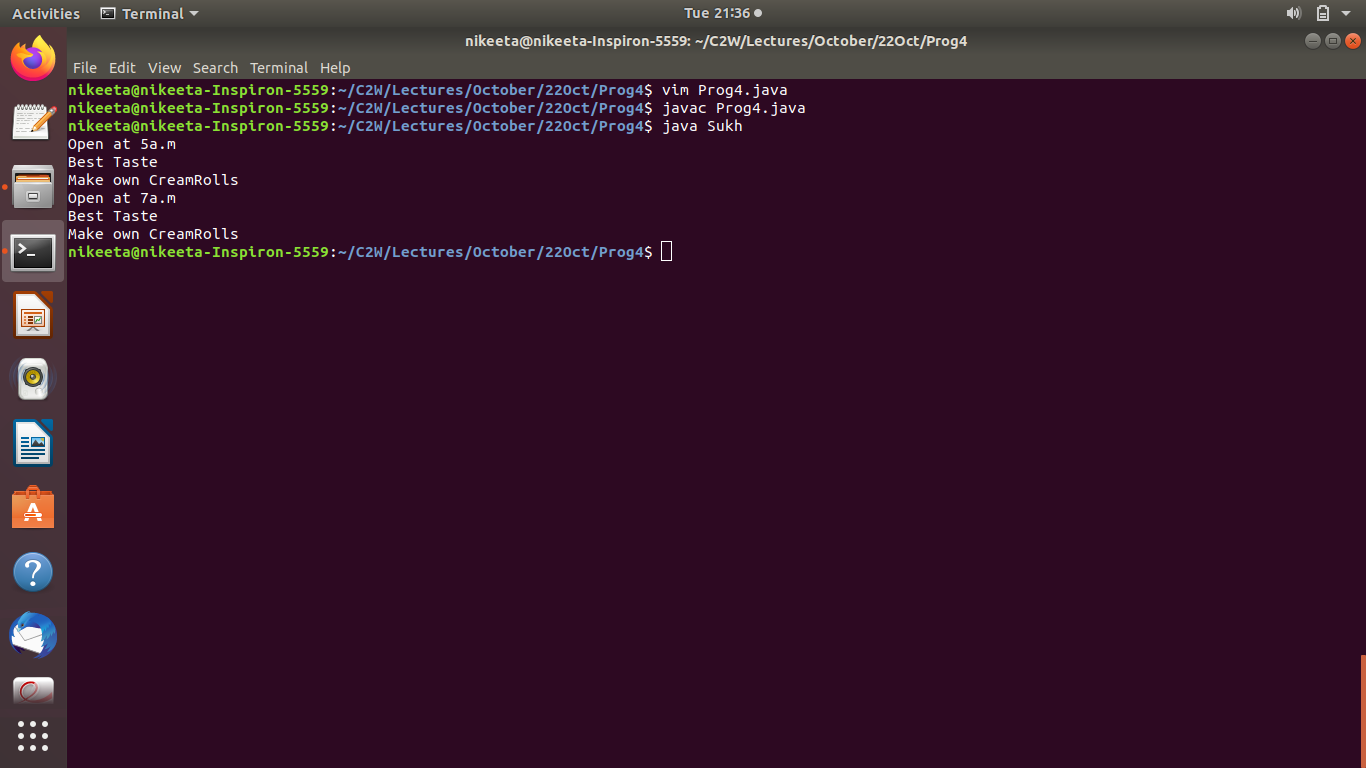 Activities Terminal Tue 21:36
nikeeta@nikeeta-Inspiron-5559: ~/C2W/Lectures/October/22Oct/Prog4
File Edit View Search Terminal Help
nikeeta@nikeeta-Inspiron-5559:~/C2W/Lectures/October/22Oct/Prog4$ vim Prog4.java
nikeeta@nikeeta-Inspiron-5559:~/C2W/Lectures/October/22Oct/Prog4$ javac Prog4.java
nikeeta@nikeeta-Inspiron-5559:~/C2W/Lectures/October/22Oct/Prog4$ java Sukh
Open at 5a.m
Best Taste
Make own CreamRolls
Open at 7a.m
Best Taste
Make own CreamRolls
nikeeta@nikeeta-Inspiron-5559:~/C2W/Lectures/October/22Oct/Prog4$